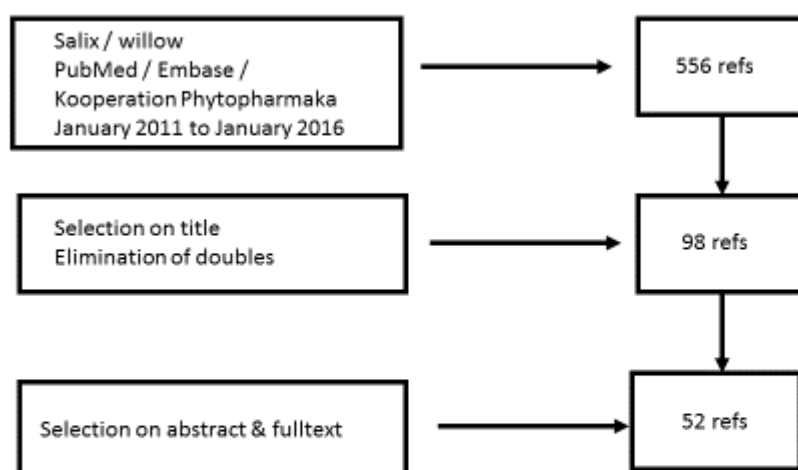 Salix / willow
PubMed / Embase /
Kooperation Phytopharmaka
January 2011 to January 2016
556 refs
Selection on title
Elimination of doubles
98 refs
Selection on abstract & fulltext
52 refs